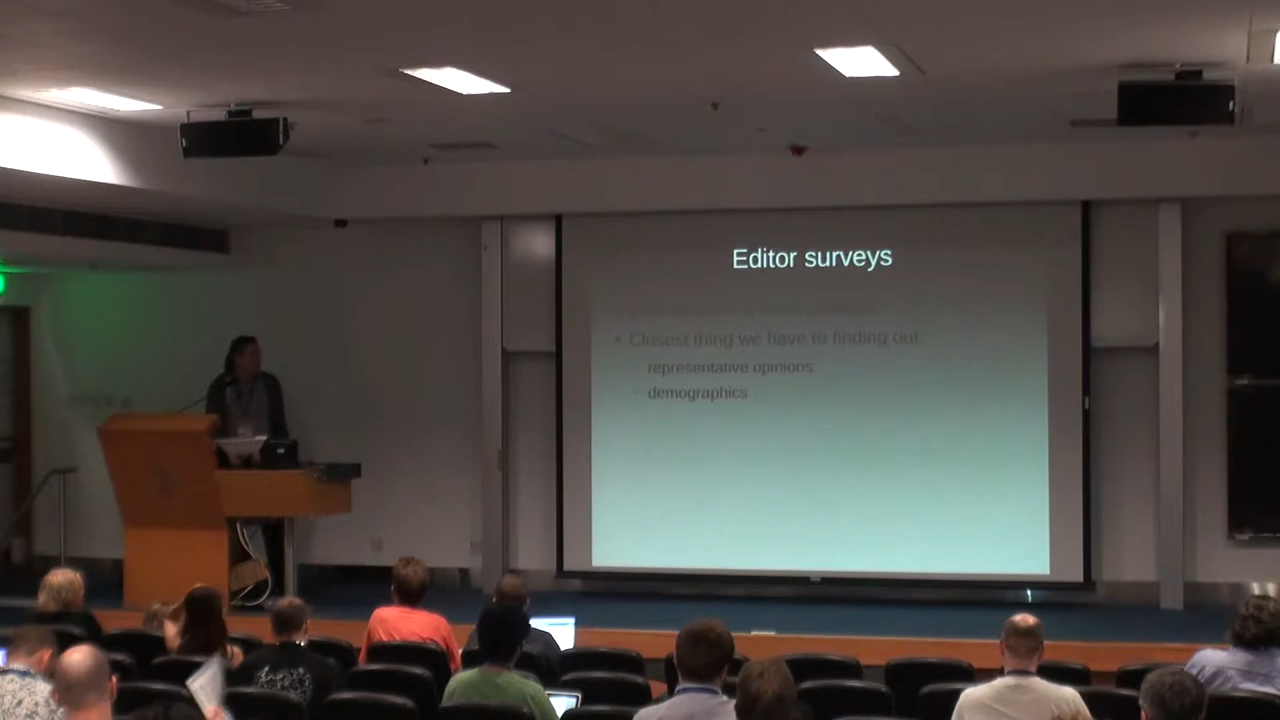 Editor surveys
• Closest thing we have to finding out:
representative opinions
demographics